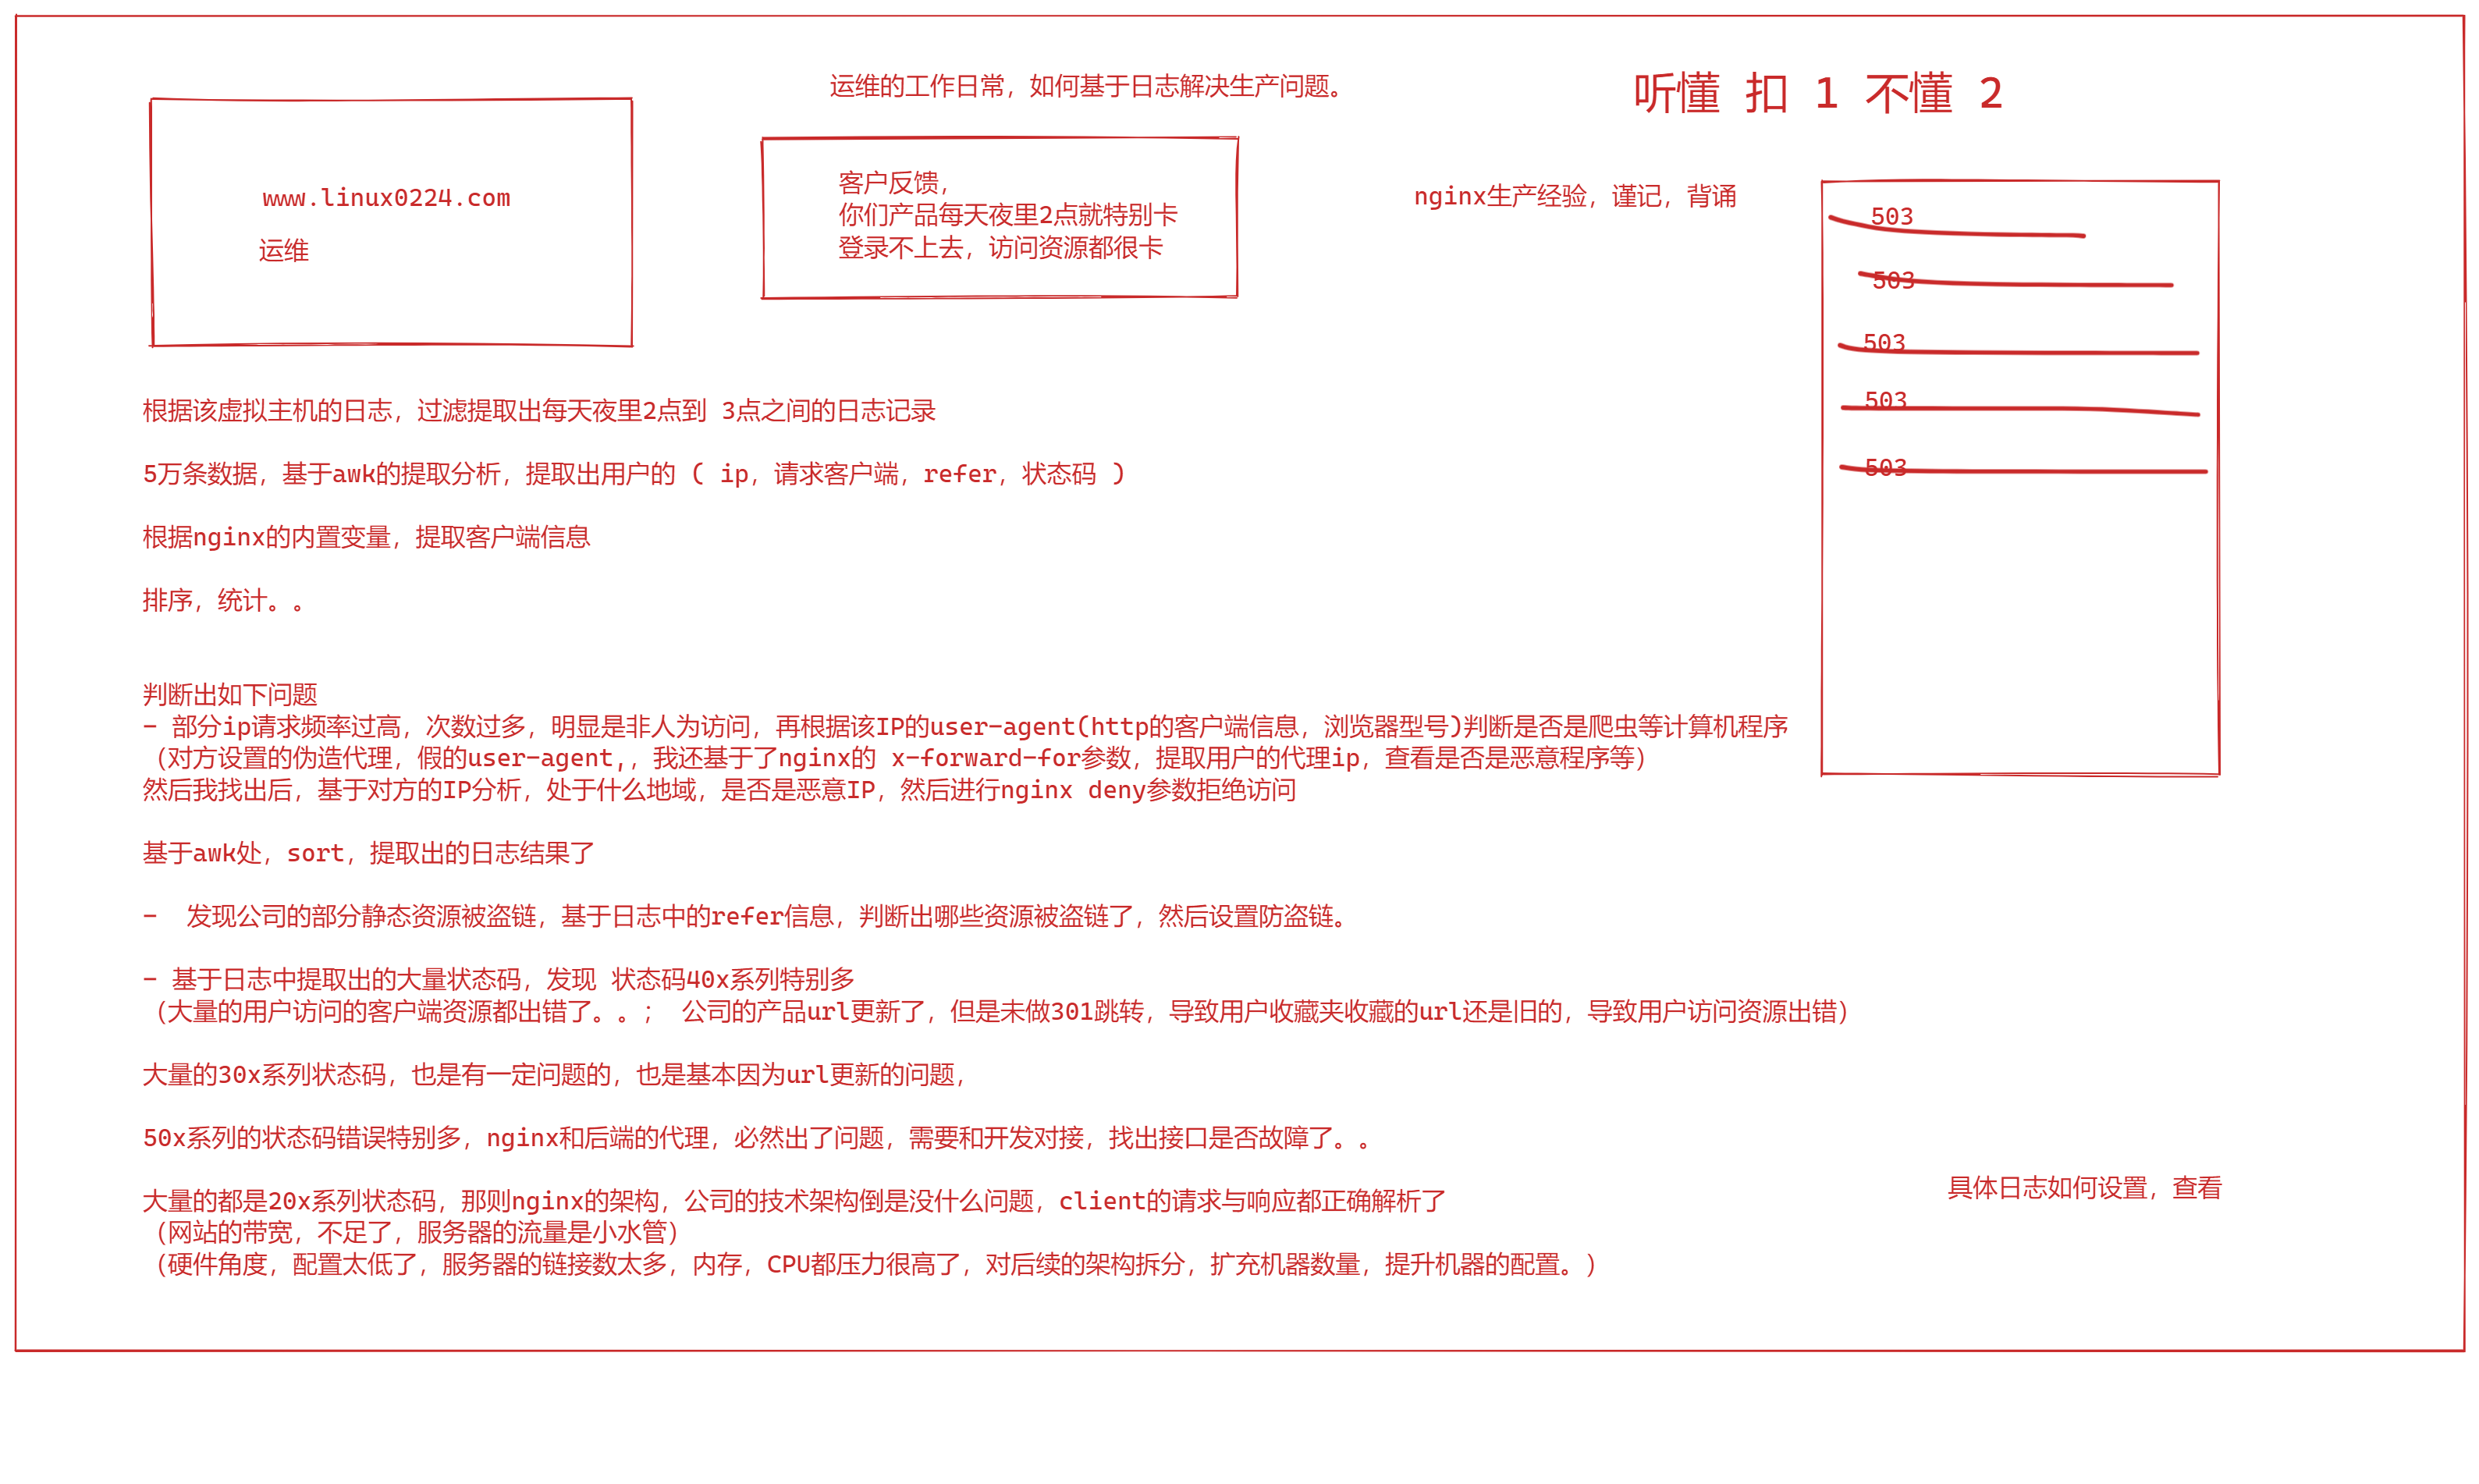 运维的工作日常，如何基于日志解决生产问题。
听懂 扣 1 不懂 2
www.linux0224.com
运维
客户反馈，
你们产品每天夜里2点就特别卡
登录不上去，访问资源都很卡
nginx生产经验，谨记，背诵
503
503
503
503
503
根据该虚拟主机的日志，过滤提取出每天夜里2点到 3点之间的日志记录
5万条数据，基于awk的提取分析，提取出用户的 ( ip，请求客户端，refer，状态码 )
根据nginx的内置变量，提取客户端信息
排序，统计。。
判断出如下问题
- 部分ip请求频率过高，次数过多，明显是非人为访问，再根据该IP的user-agent(http的客户端信息，浏览器型号)判断是否是爬虫等计算机程序
（对方设置的伪造代理，假的user-agent,，我还基于了nginx的 x-forward-for参数，提取用户的代理ip，查看是否是恶意程序等）
然后我找出后，基于对方的IP分析，处于什么地域，是否是恶意IP，然后进行nginx deny参数拒绝访问
基于awk处，sort，提取出的日志结果了
-  发现公司的部分静态资源被盗链，基于日志中的refer信息，判断出哪些资源被盗链了，然后设置防盗链。
- 基于日志中提取出的大量状态码，发现 状态码40x系列特别多
（大量的用户访问的客户端资源都出错了。。； 公司的产品url更新了，但是未做301跳转，导致用户收藏夹收藏的url还是旧的，导致用户访问资源出错）
大量的30x系列状态码，也是有一定问题的，也是基本因为url更新的问题，
50x系列的状态码错误特别多，nginx和后端的代理，必然出了问题，需要和开发对接，找出接口是否故障了。。
大量的都是20x系列状态码，那则nginx的架构，公司的技术架构倒是没什么问题，client的请求与响应都正确解析了
（网站的带宽，不足了，服务器的流量是小水管）
（硬件角度，配置太低了，服务器的链接数太多，内存，CPU都压力很高了，对后续的架构拆分，扩充机器数量，提升机器的配置。）
具体日志如何设置，查看